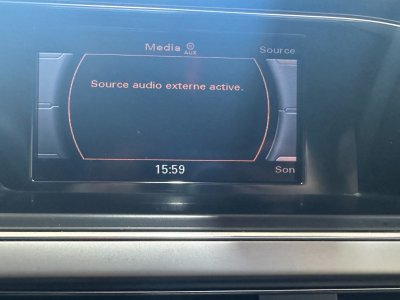 Media AUX Source
Source audio externe active.
15:59 Son